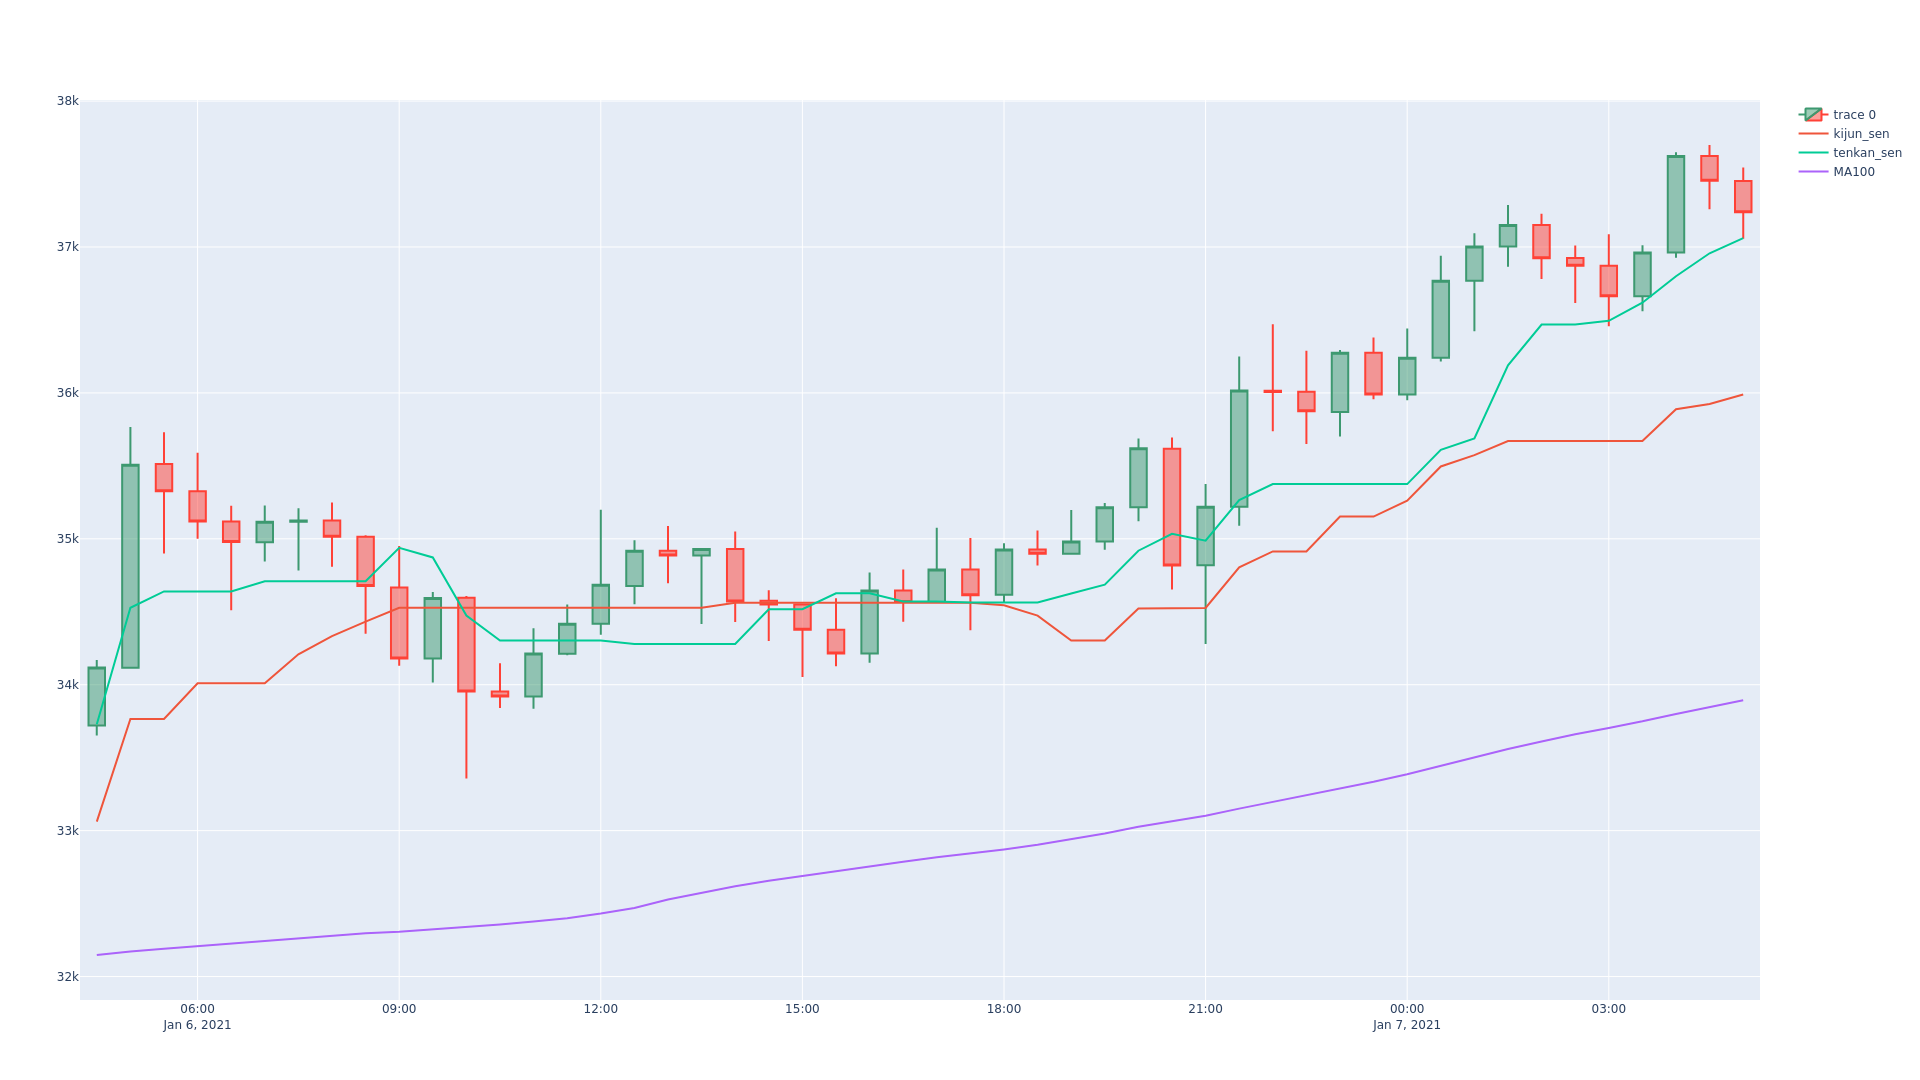 38k
37k
36k
35k
34k
33k
32k
06:00
Jan 6, 2021
09:00
12:00
15:00
18:00
21:00
00:00
Jan 7, 2021
03:00
trace 0
kijun_sen
tenkan_sen
MA100